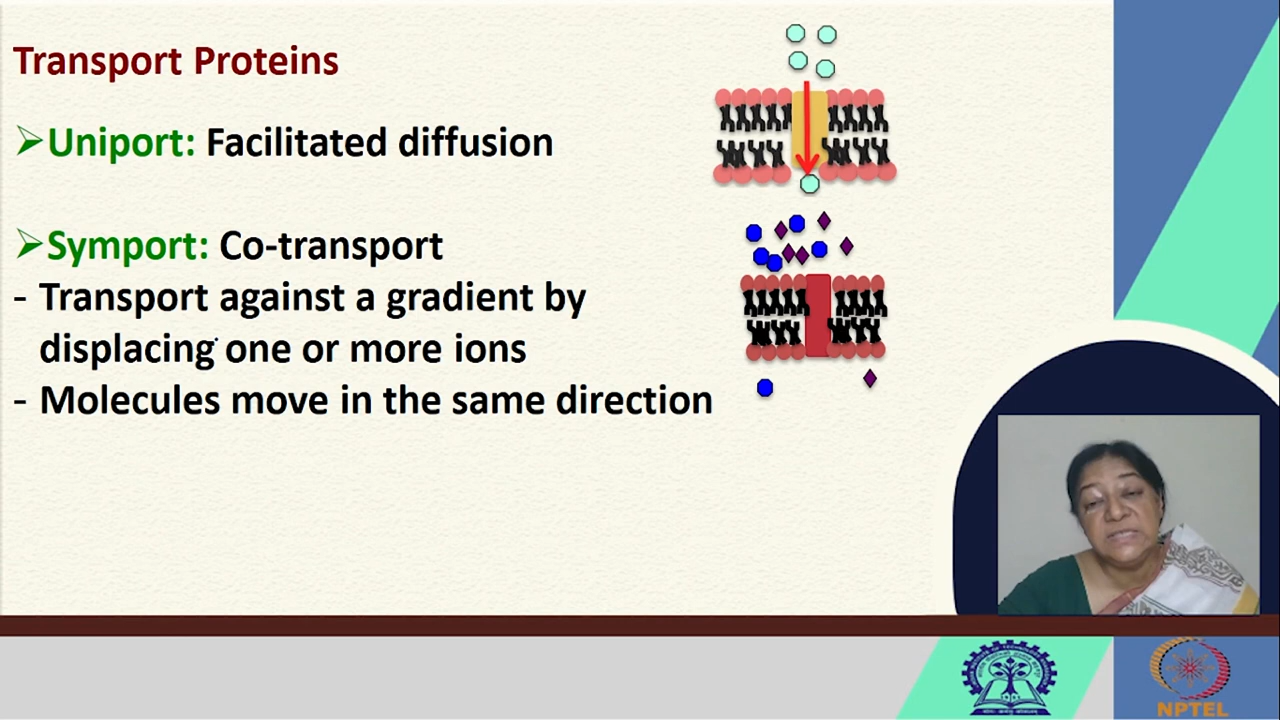 Transport Proteins
➢Uniport: Facilitated diffusion
➢Symport: Co-transport
- Transport against a gradient by
displacing one or more ions
- Molecules move in the same direction
NPTEL